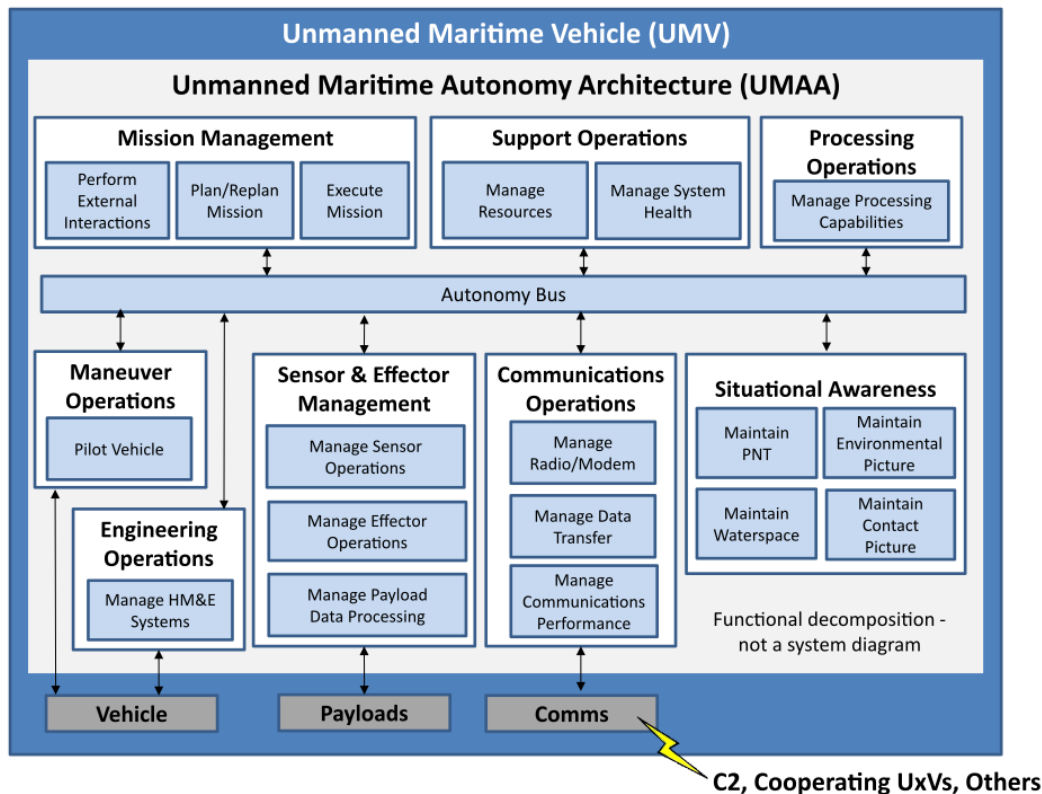 Unmanned Maritime Vehicle (UMV)
Unmanned Maritime Autonomy Architecture (UMAA)
Mission Management
Perform
External
Interactions
Plan/Replan
Mission
Execute
Mission
Support Operations
Manage
Resources
Manage System
Health
Processing
Operations
Manage Processing
Capabilities
Autonomy Bus
Maneuver
Operations
Pilot Vehicle
Engineering
Operations
Manage HM&E
Systems
Sensor & Effector
Management
Manage Sensor
Operations
Manage Effector
Operations
Manage Payload
Data Processing
Communications
Operations
Manage
Radio/Modem
Manage Data
Transfer
Manage
Communications
Performance
Situational Awareness
Maintain
PNT
Maintain
Environmental
Picture
Maintain
Waterspace
Maintain
Contact
Picture
Functional decomposition -
not a system diagram
Vehicle
Payloads
Comms
C2, Cooperating UxVs, Others